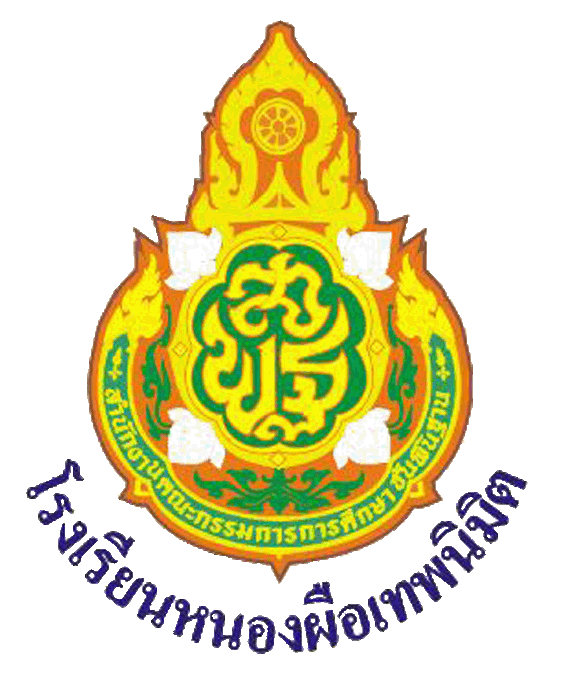 สพฐ
สำนักงานคณะกรรมการการศึกษาขั้นพื้นฐาน
โรงเรียนหนองผือเทพนิมิต